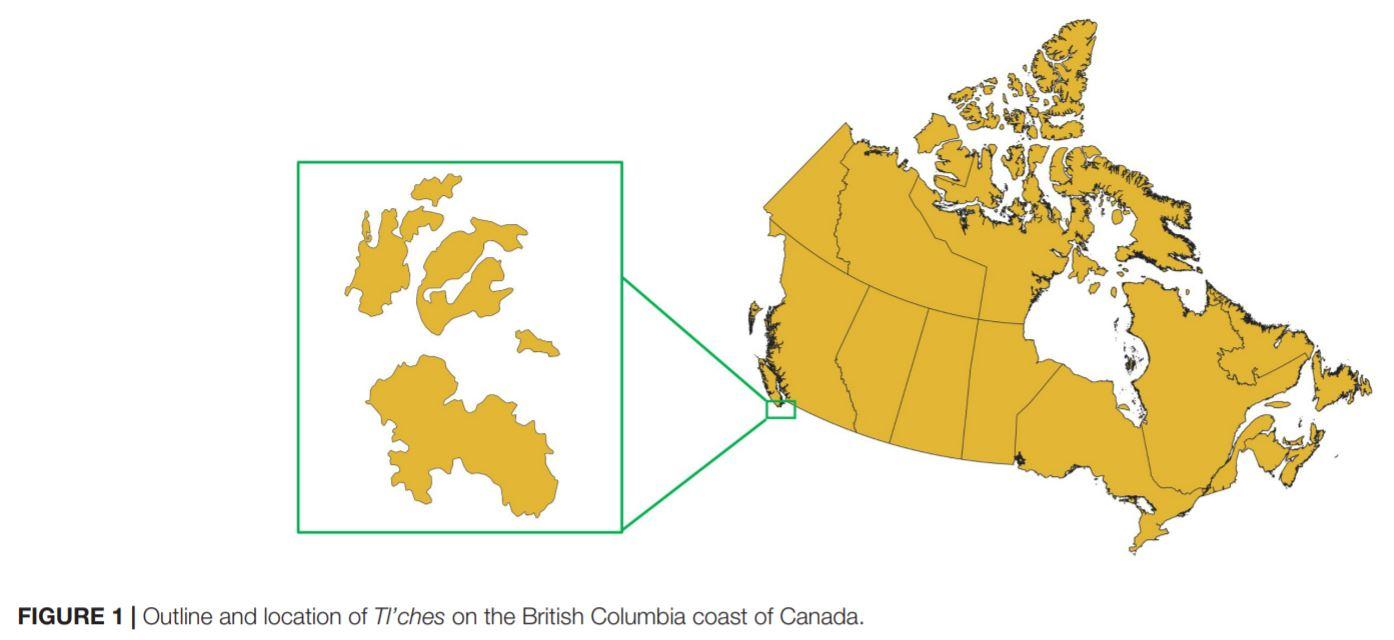 FIGURE 1 | Outline and location of Tl’ches on the British Columbia coast of Canada.